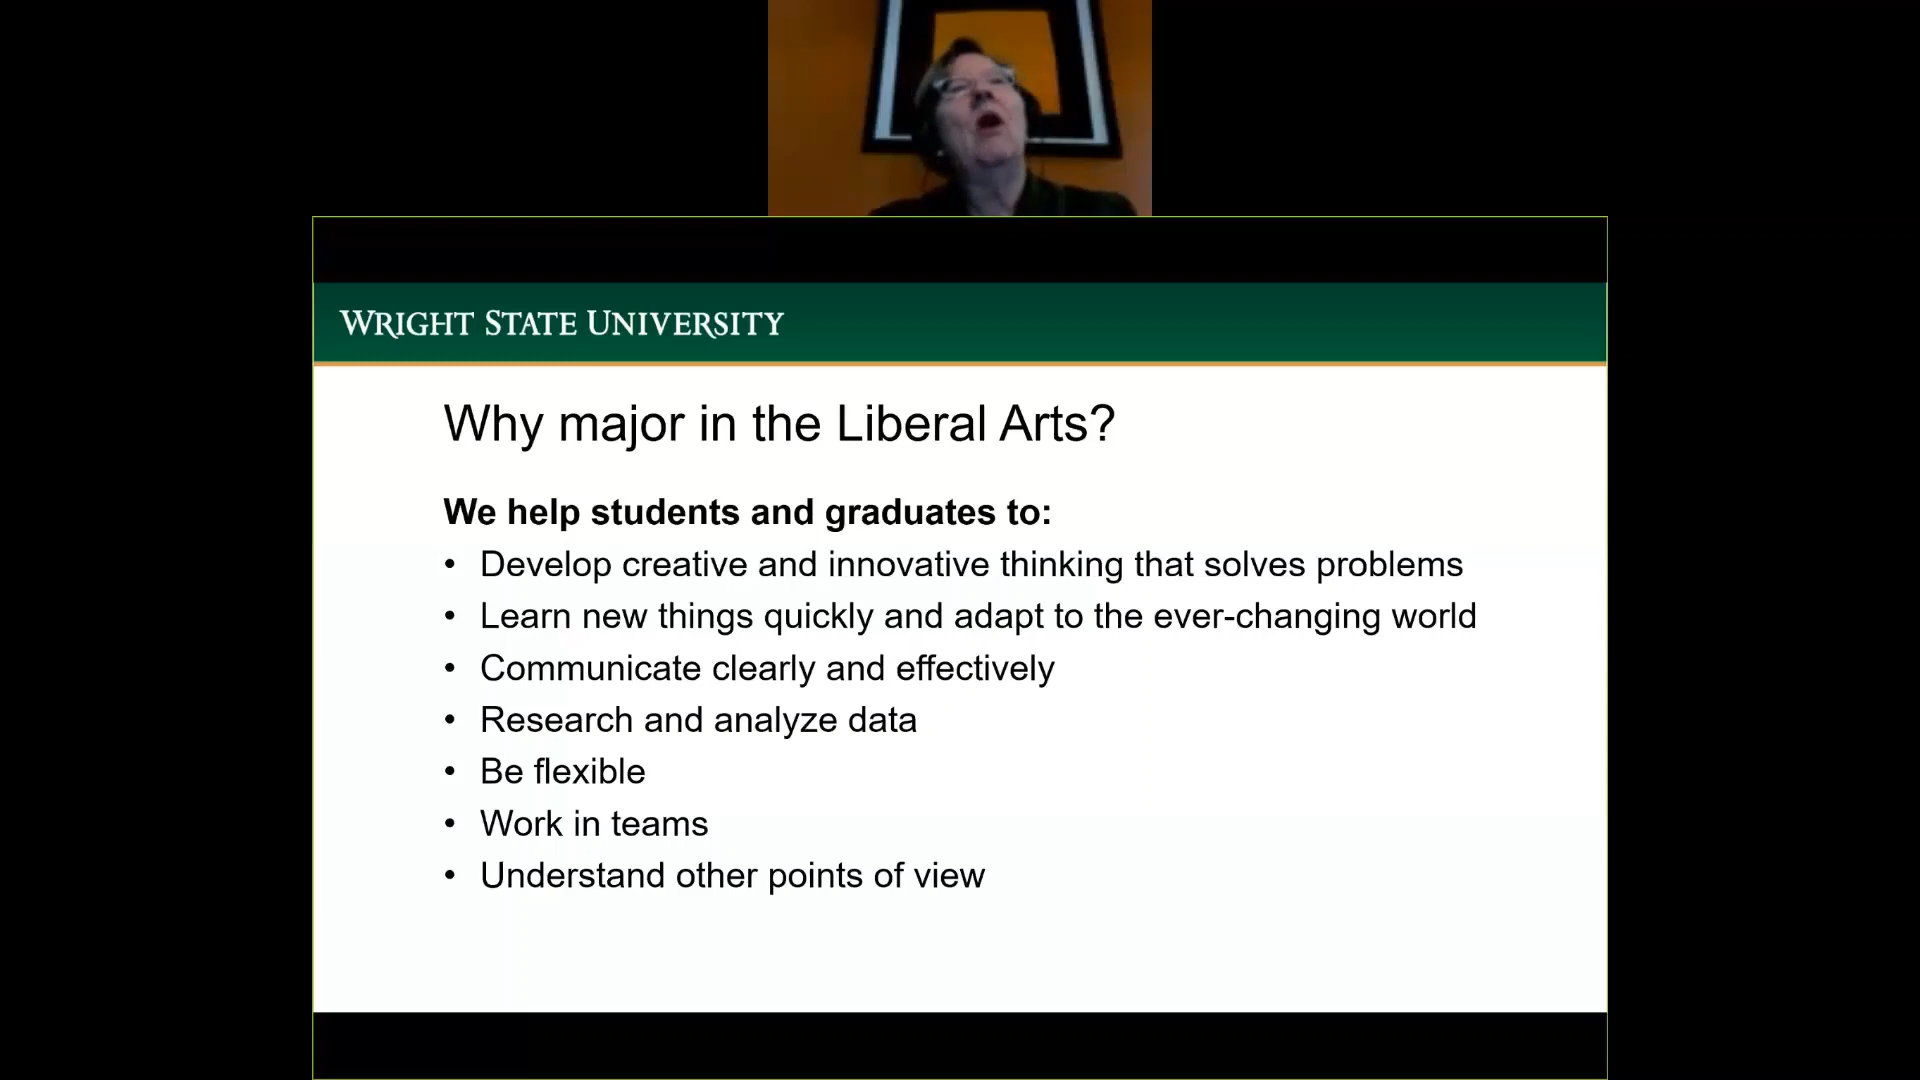 WRIGHT STATE UNIVERSITY
Why major in the Liberal Arts?
We help students and graduates to:
• Develop creative and innovative thinking that solves problems
• Learn new things quickly and adapt to the ever-changing world
• Communicate clearly and effectively
• Research and analyze data
• Be flexible
• Work in teams
• Understand other points of view